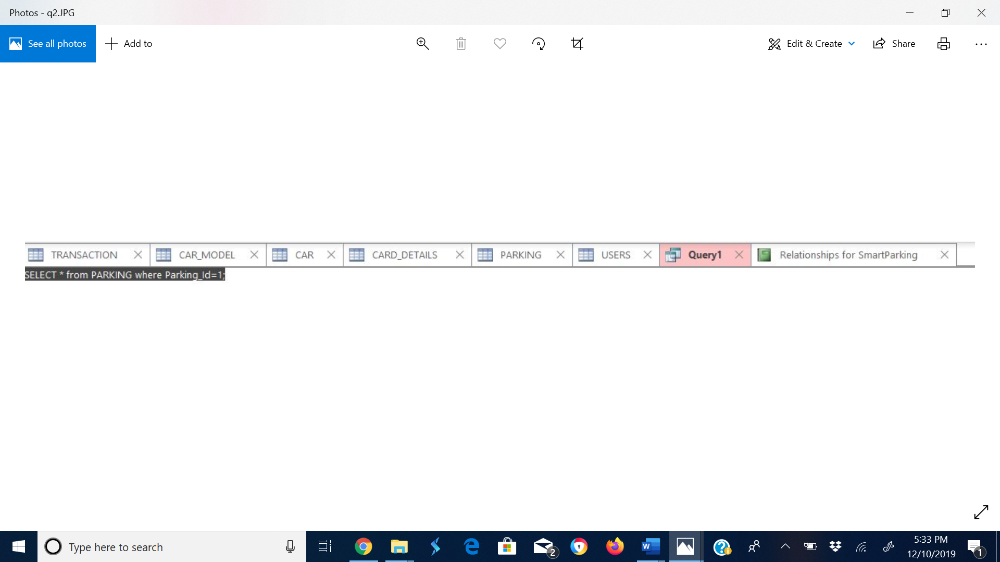 Photos - q2.JPG
See all photos
Add to
Edit & Create
Share
TRANSACTION
CAR_MODEL
CAR
CARD_DETAILS
PARKING
USERS
Query1
Relationships for SmartParking
SELECT * from PARKING where Parking_Id=1;
Type here to search
2
5:33 PM
12/10/2019
1